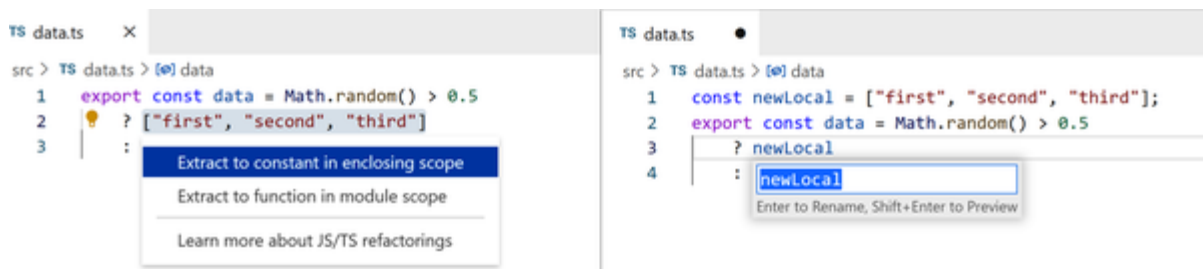 TS data.ts
src > TS data.ts > data
1 export const data = Math.random() > 0.5
2 ? ["first", "second", "third"]
3 :
Extract to constant in enclosing scope
Extract to function in module scope
Learn more about JS/TS refactorings
TS data.ts
src > TS data.ts > data
1 const newLocal = ["first", "second", "third"];
2 export const data = Math.random() > 0.5
3 ? newLocal
4 :
newLocal
Enter to Rename, Shift+Enter to Preview